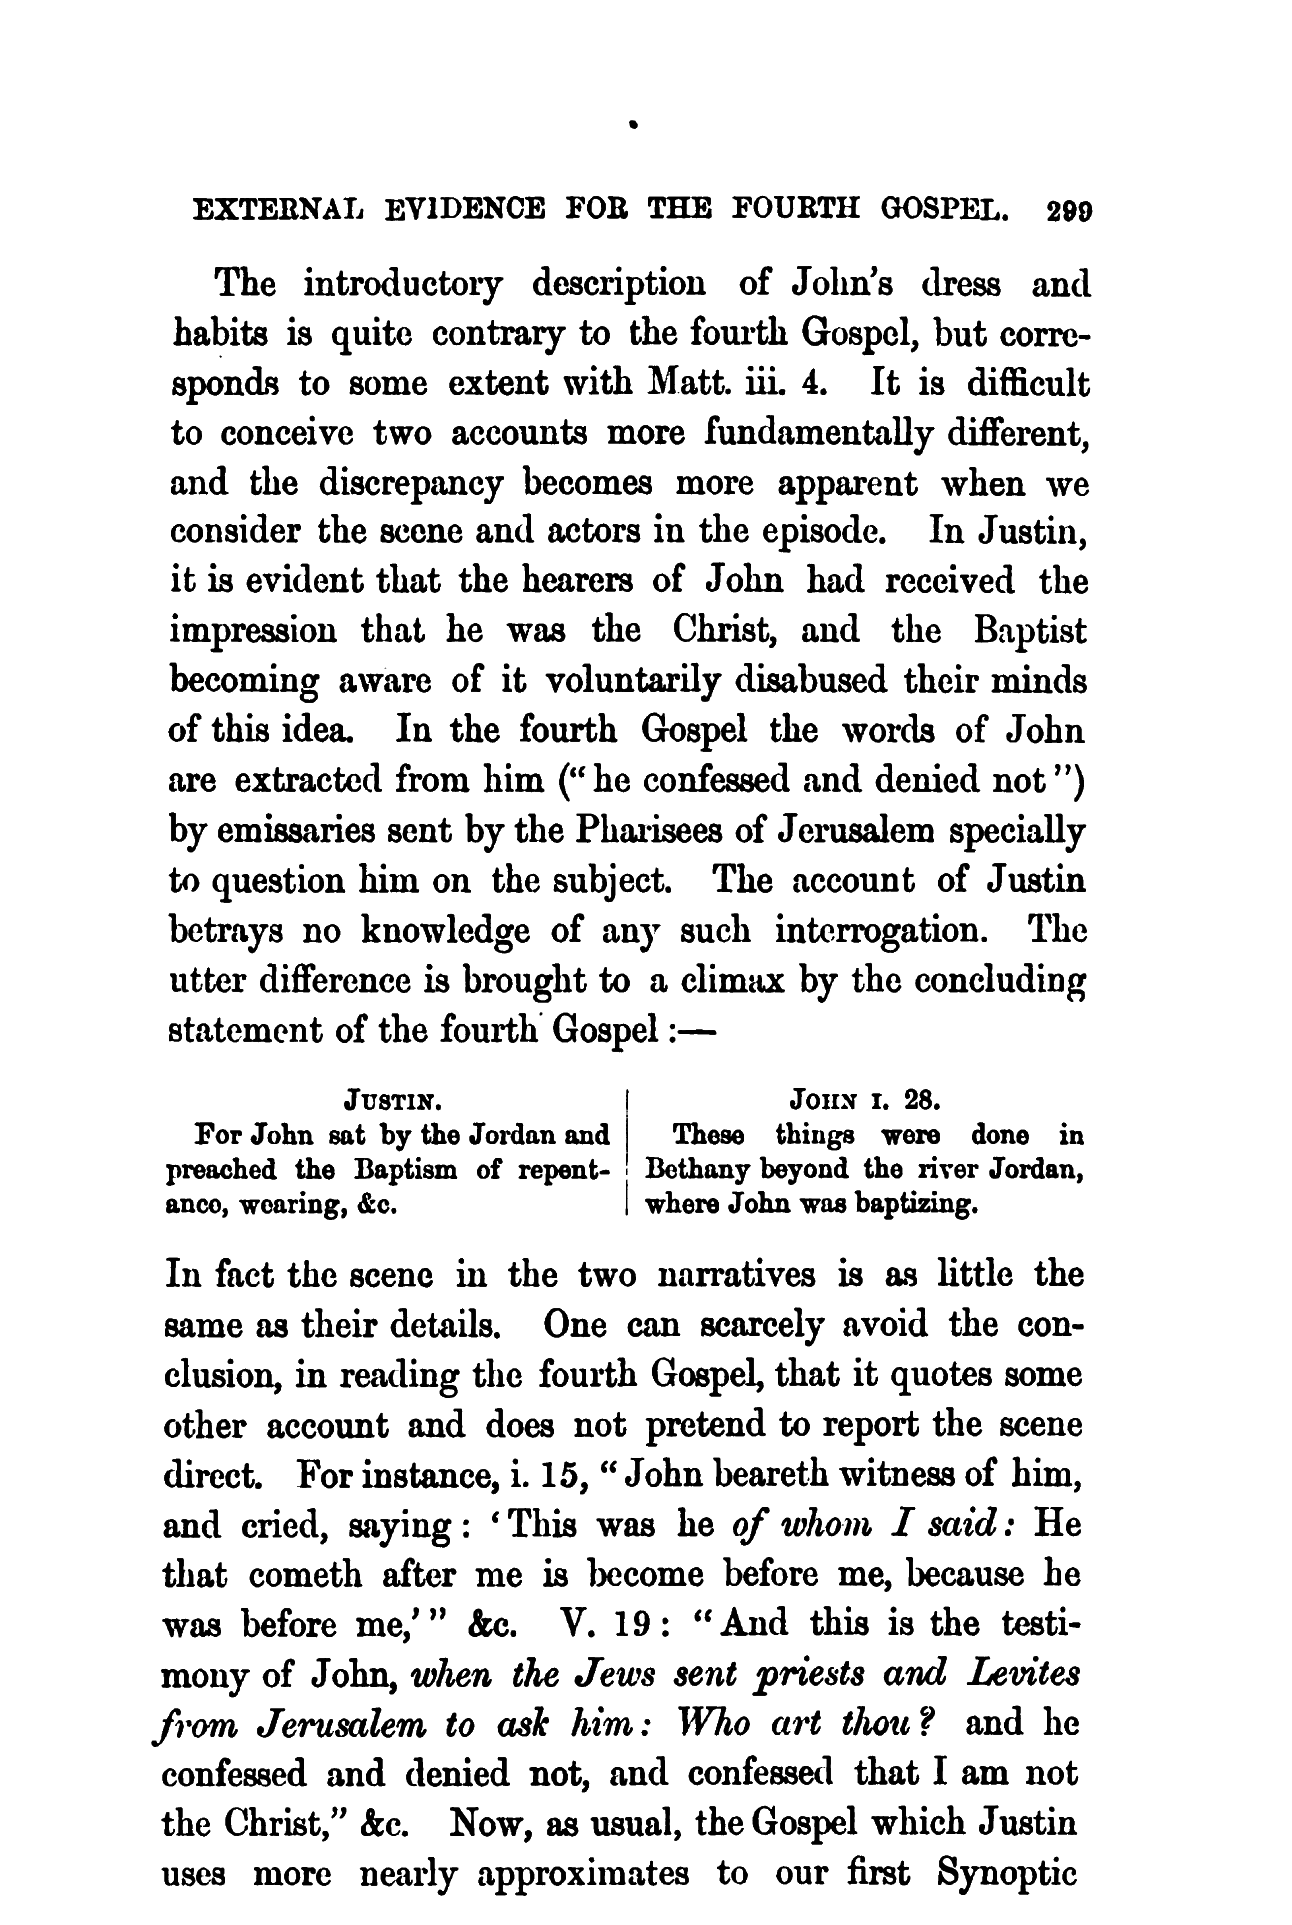 EXTERNAL EVIDENCE FOR THE FOURTH GOSPEL. 299
The introductory description of John's dress and
habits is quite contrary to the fourth Gospel, but corre-
sponds to some extent with Matt. iii. 4. It is difficult
to conceive two accounts more fundamentally different,
and the discrepancy becomes more apparent when we
consider the scene and actors in the episode. In Justin,
it is evident that the hearers of John had received the
impression that he was the Christ, and the Baptist
becoming aware of it voluntarily disabused their minds
of this idea. In the fourth Gospel the words of John
are extracted from him (“he confessed and denied not”)
by emissaries sent by the Pharisees of Jerusalem specially
to question him on the subject. The account of Justin
betrays no knowledge of any such interrogation. The
utter difference is brought to a climax by the concluding
statement of the fourth Gospel :—
JUSTIN.
For John sat by the Jordan and
preached the Baptism of repent-
ance, wearing, &c.
JOHN I. 28.
These things were done in
Bethany beyond the river Jordan,
where John was baptizing.
In fact the scene in the two narratives is as little the
same as their details. One can scarcely avoid the con-
clusion, in reading the fourth Gospel, that it quotes some
other account and does not pretend to report the scene
direct. For instance, i. 15, “John beareth witness of him,
and cried, saying : ‘This was he of whom I said: He
that cometh after me is become before me, because he
was before me,’” &c. V. 19 : “And this is the testi-
mony of John, when the Jews sent priests and Levites
from Jerusalem to ask him: Who art thou? and he
confessed and denied not, and confessed that I am not
the Christ,” &c. Now, as usual, the Gospel which Justin
uses more nearly approximates to our first Synoptic